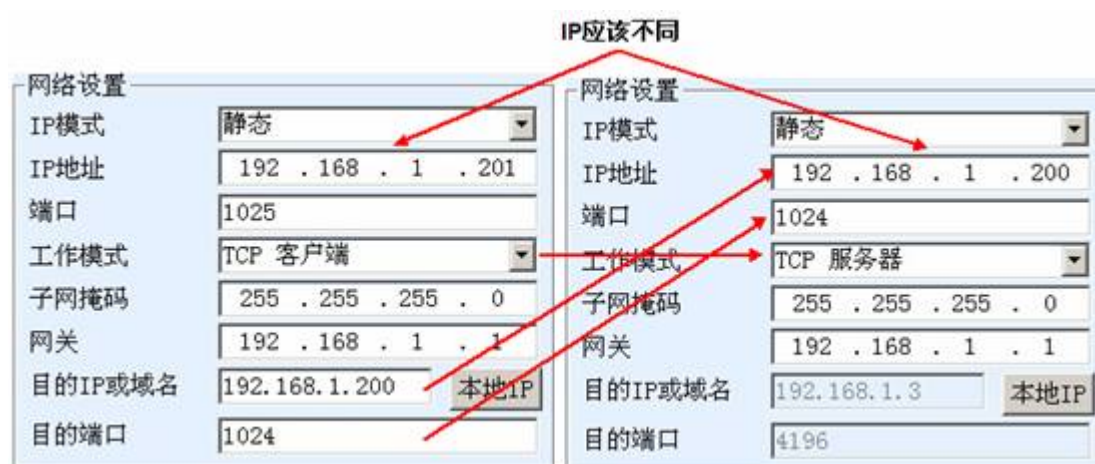 IP应该不同
网络设置
IP模式 静态
IP地址 192 . 168 . 1 . 201
端口 1025
工作模式 TCP 客户端
子网掩码 255 . 255 . 255 . 0
网关 192 . 168 . 1 . 1
目的IP或域名 192.168.1.200 本地IP
目的端口 1024
网络设置
IP模式 静态
IP地址 192 . 168 . 1 . 200
端口 1024
工作模式 TCP 服务器
子网掩码 255 . 255 . 255 . 0
网关 192 . 168 . 1 . 1
目的IP或域名 192.168.1.3 本地IP
目的端口 4196